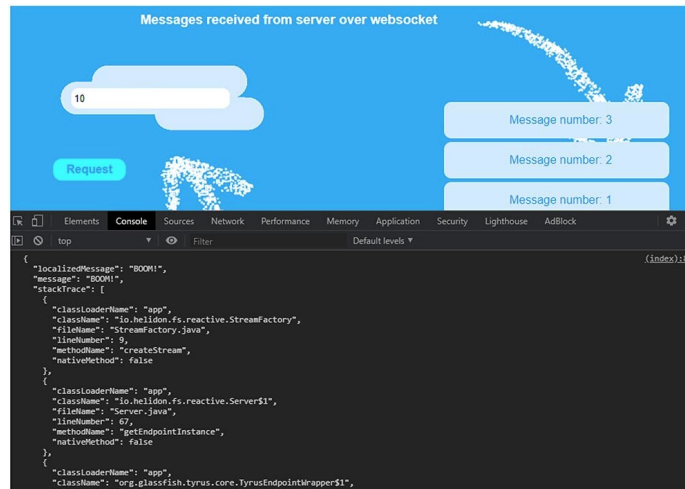 Messages received from server over websocket
10
Request
Message number: 3
Message number: 2
Message number: 1
Elements Console Sources Network Performance Memory Application Security Lighthouse AdBlock
top Filter Default levels
(index):8
{
"localizedMessage": "BOOM!",
"message": "BOOM!",
"stackTrace": [
{
"classLoaderName": "app",
"className": "io.helidon.fs.reactive.StreamFactory",
"fileName": "StreamFactory.java",
"lineNumber": 9,
"methodName": "createStream",
"nativeMethod": false
},
{
"classLoaderName": "app",
"className": "io.helidon.fs.reactive.Server$1",
"fileName": "Server.java",
"lineNumber": 67,
"methodName": "getEndpointInstance",
"nativeMethod": false
},
{
"classLoaderName": "app",
"className": "org.glassfish.tyrus.core.TyrusEndpointWrapper$1",